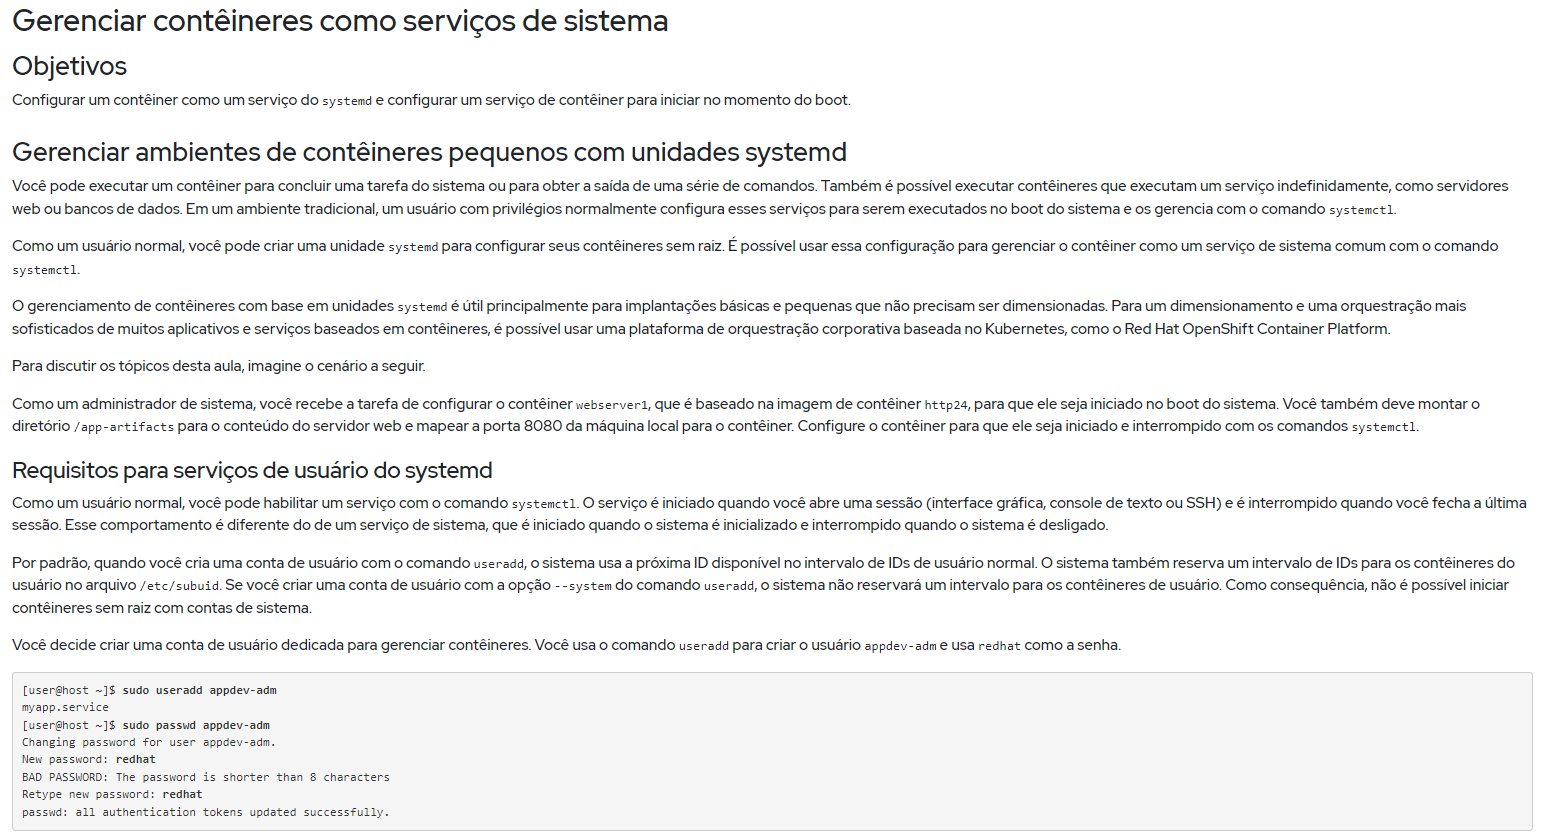 Gerenciar contêineres como serviços de sistema
Objetivos
Configurar um contêiner como um serviço do systemd e configurar um serviço de contêiner para iniciar no momento do boot.
Gerenciar ambientes de contêineres pequenos com unidades systemd
Você pode executar um contêiner para concluir uma tarefa do sistema ou para obter a saída de uma série de comandos. Também é possível executar contêineres que executam um serviço indefinidamente, como servidores
web ou bancos de dados. Em um ambiente tradicional, um usuário com privilégios normalmente configura esses serviços para serem executados no boot do sistema e os gerencia com o comando systemctl.
Como um usuário normal, você pode criar uma unidade systemd para configurar seus contêineres sem raiz. É possível usar essa configuração para gerenciar o contêiner como um serviço de sistema comum com o comando
systemctl.
O gerenciamento de contêineres com base em unidades systemd é útil principalmente para implantações básicas e pequenas que não precisam ser dimensionadas. Para um dimensionamento e uma orquestração mais
sofisticados de muitos aplicativos e serviços baseados em contêineres, é possível usar uma plataforma de orquestração corporativa baseada no Kubernetes, como o Red Hat OpenShift Container Platform.
Para discutir os tópicos desta aula, imagine o cenário a seguir.
Como um administrador de sistema, você recebe a tarefa de configurar o contêiner webserver1, que é baseado na imagem de contêiner http24, para que ele seja iniciado no boot do sistema. Você também deve montar o
diretório /app-artifacts para o conteúdo do servidor web e mapear a porta 8080 da máquina local para o contêiner. Configure o contêiner para que ele seja iniciado e interrompido com os comandos systemctl.
Requisitos para serviços de usuário do systemd
Como um usuário normal, você pode habilitar um serviço com o comando systemctl. O serviço é iniciado quando você abre uma sessão (interface gráfica, console de texto ou SSH) e é interrompido quando você fecha a última
sessão. Esse comportamento é diferente do de um serviço de sistema, que é iniciado quando o sistema é inicializado e interrompido quando o sistema é desligado.
Por padrão, quando você cria uma conta de usuário com o comando useradd, o sistema usa a próxima ID disponível no intervalo de IDs de usuário normal. O sistema também reserva um intervalo de IDs para os contêineres do
usuário no arquivo /etc/subuid. Se você criar uma conta de usuário com a opção --system do comando useradd, o sistema não reservará um intervalo para os contêineres de usuário. Como consequência, não é possível iniciar
contêineres sem raiz com contas de sistema.
Você decide criar uma conta de usuário dedicada para gerenciar contêineres. Você usa o comando useradd para criar o usuário appdev-adm e usa redhat como a senha.
[user@host ~]$ sudo useradd appdev-adm
myapp.service
[user@host ~]$ sudo passwd appdev-adm
Changing password for user appdev-adm.
New password: redhat
BAD PASSWORD: The password is shorter than 8 characters
Retype new password: redhat
passwd: all authentication tokens updated successfully.